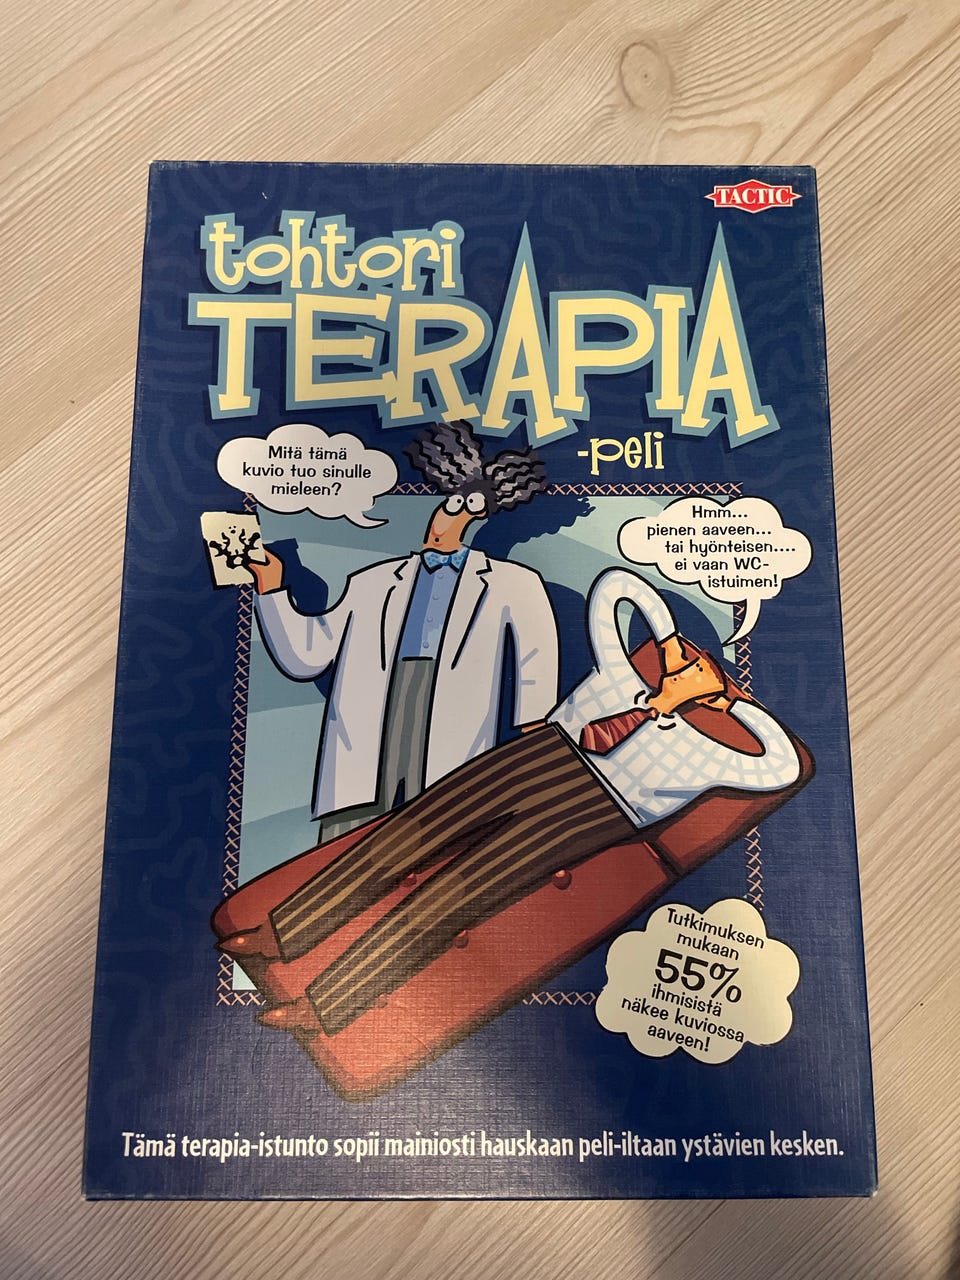 TACTIC
tohtori
TERAPIA
-peli
Mitä tämä
kuvio tuo sinulle
mieleen?
Hmm...
pienen aaveen...
tai hyönteisen....
ei vaan WC-
istuimen!
Tutkimuksen
mukaan
55%
ihmisistä
näkee kuviossa
aaveen!
Tämä terapia-istunto sopii mainiosti hauskaan peli-iltaan ystävien kesken.